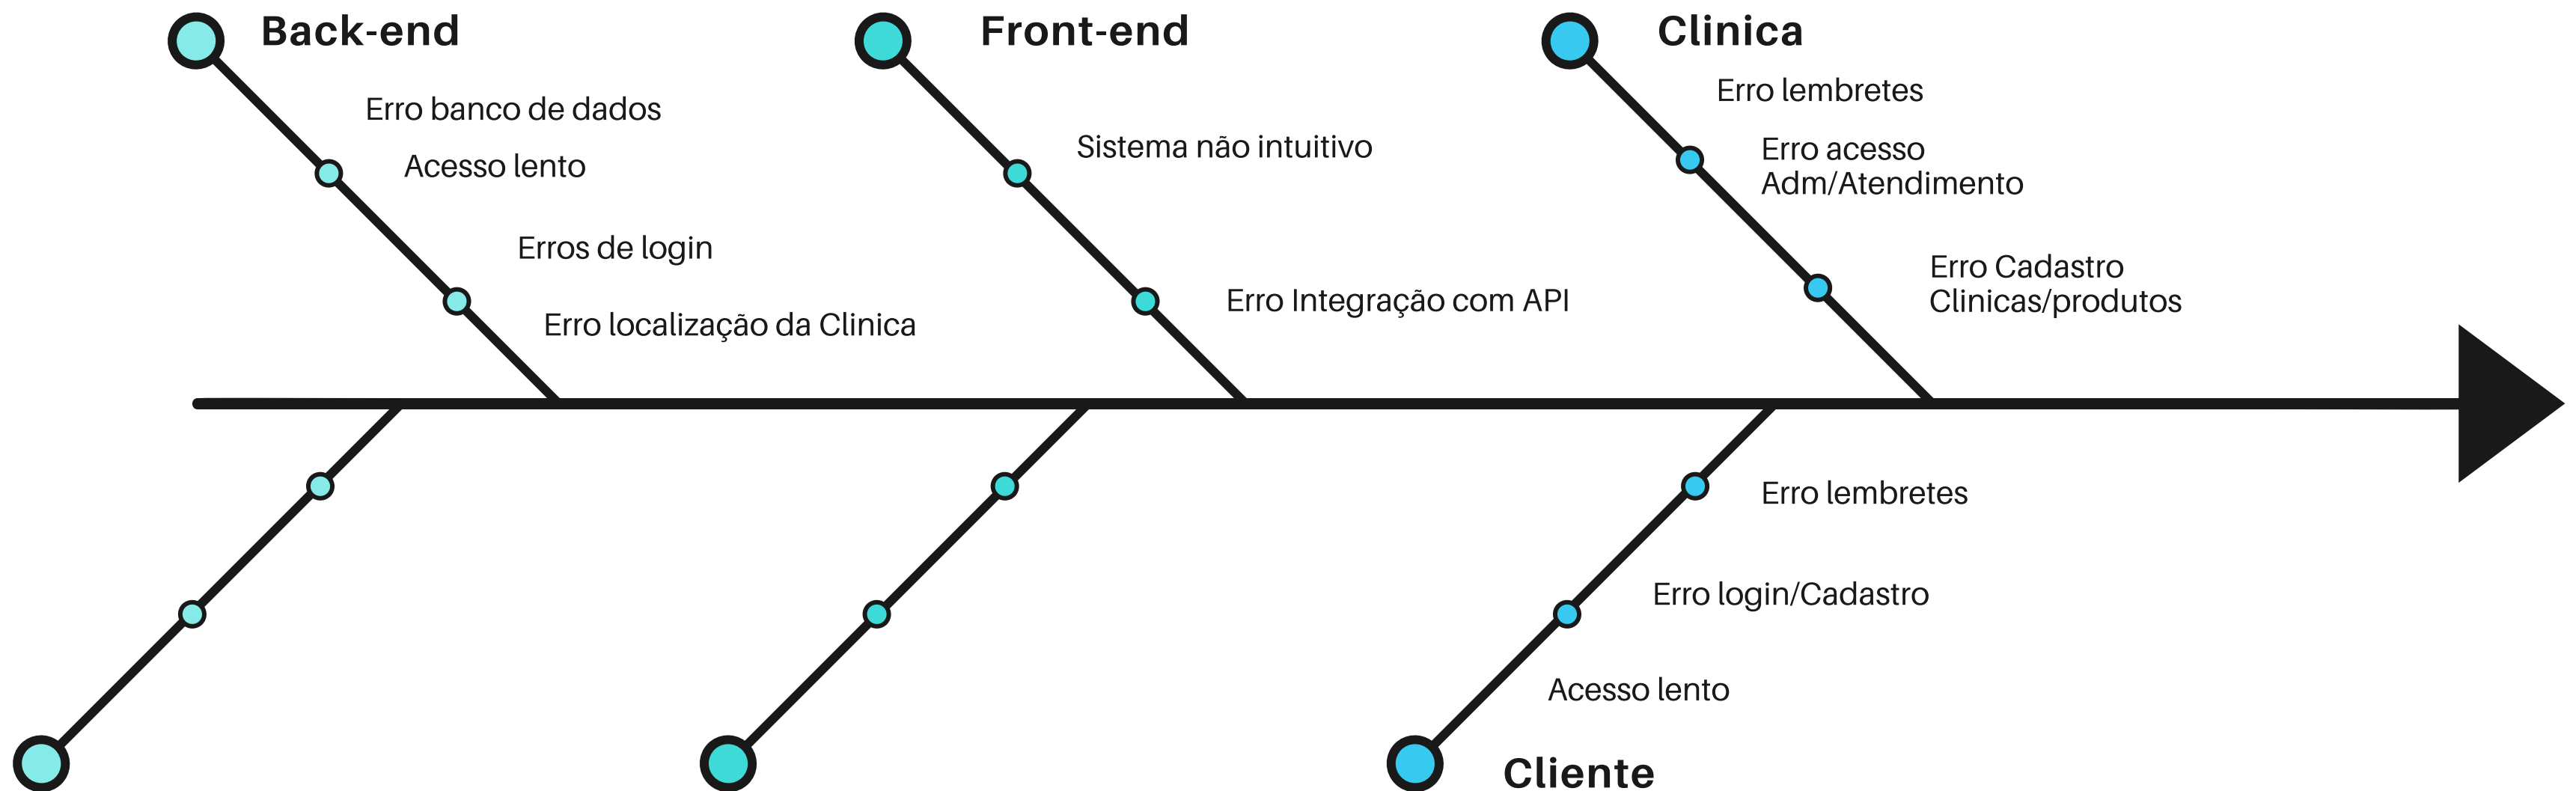 Back-end
Erro banco de dados
Acesso lento
Erros de login
Erro localização da Clinica
Front-end
Sistema não intuitivo
Erro Integração com API
Clinica
Erro lembretes
Erro acesso
Adm/Atendimento
Erro Cadastro
Clinicas/produtos
Erro lembretes
Erro login/Cadastro
Acesso lento
Cliente